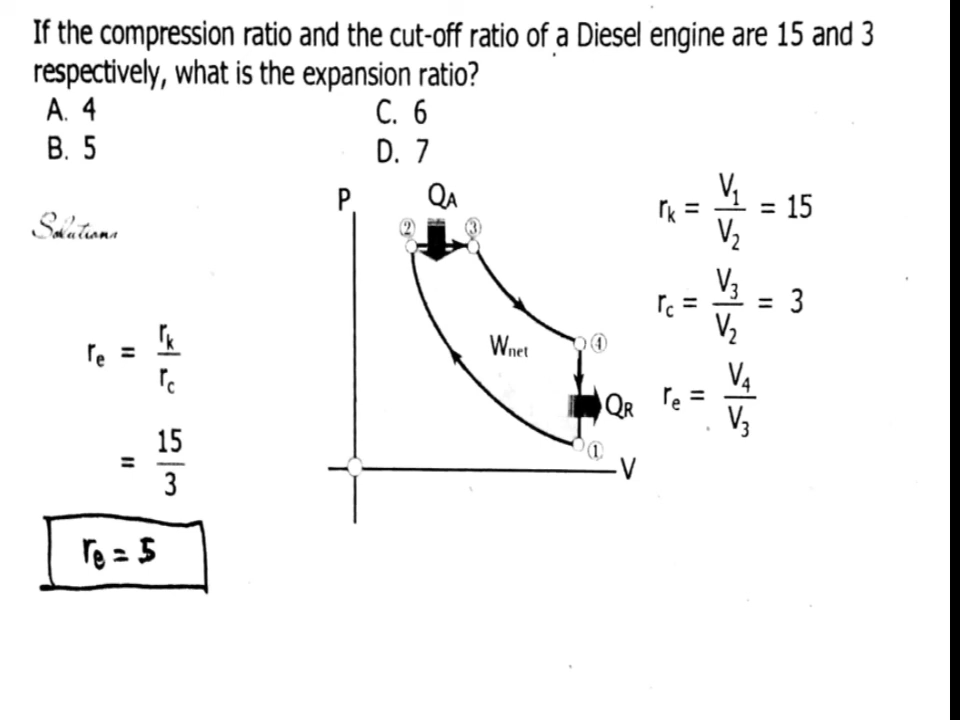 If the compression ratio and the cut-off ratio of a Diesel engine are 15 and 3
respectively, what is the expansion ratio?
A. 4
C. 6
B. 5
D. 7
Solutions
re = rk / rc
= 15 / 3
re = 5
P
QA
2
3
Wnet
4
QR
1
V
rk = V1 / V2 = 15
rc = V3 / V2 = 3
re = V4 / V3